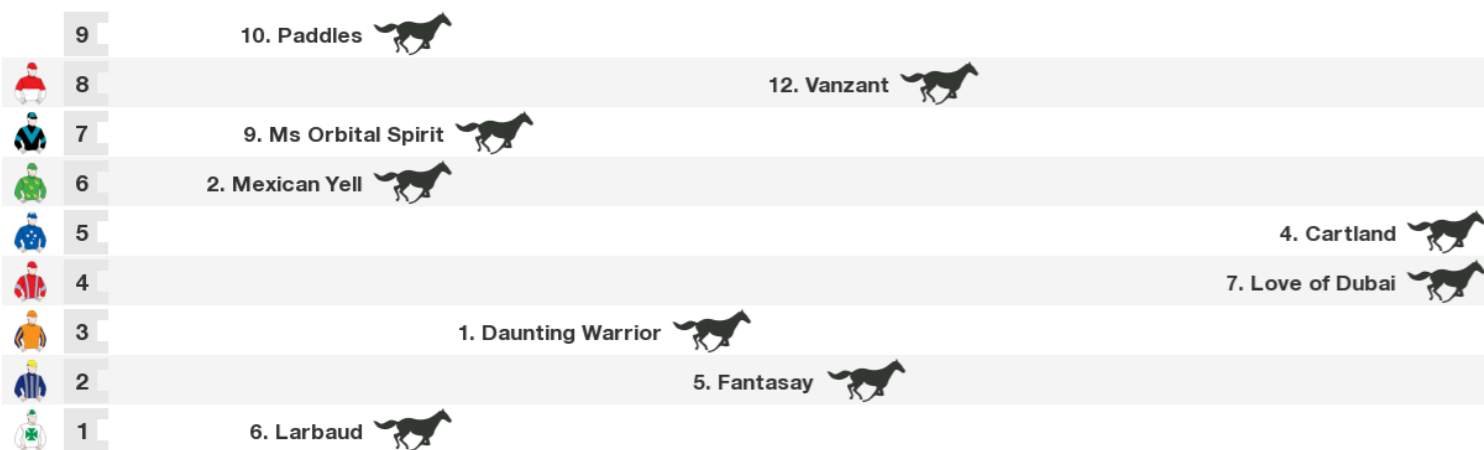 9 10. Paddles
8 12. Vanzant
7 9. Ms Orbital Spirit
6 2. Mexican Yell
5 4. Cartland
4 7. Love of Dubai
3 1. Daunting Warrior
2 5. Fantasay
1 6. Larbaud